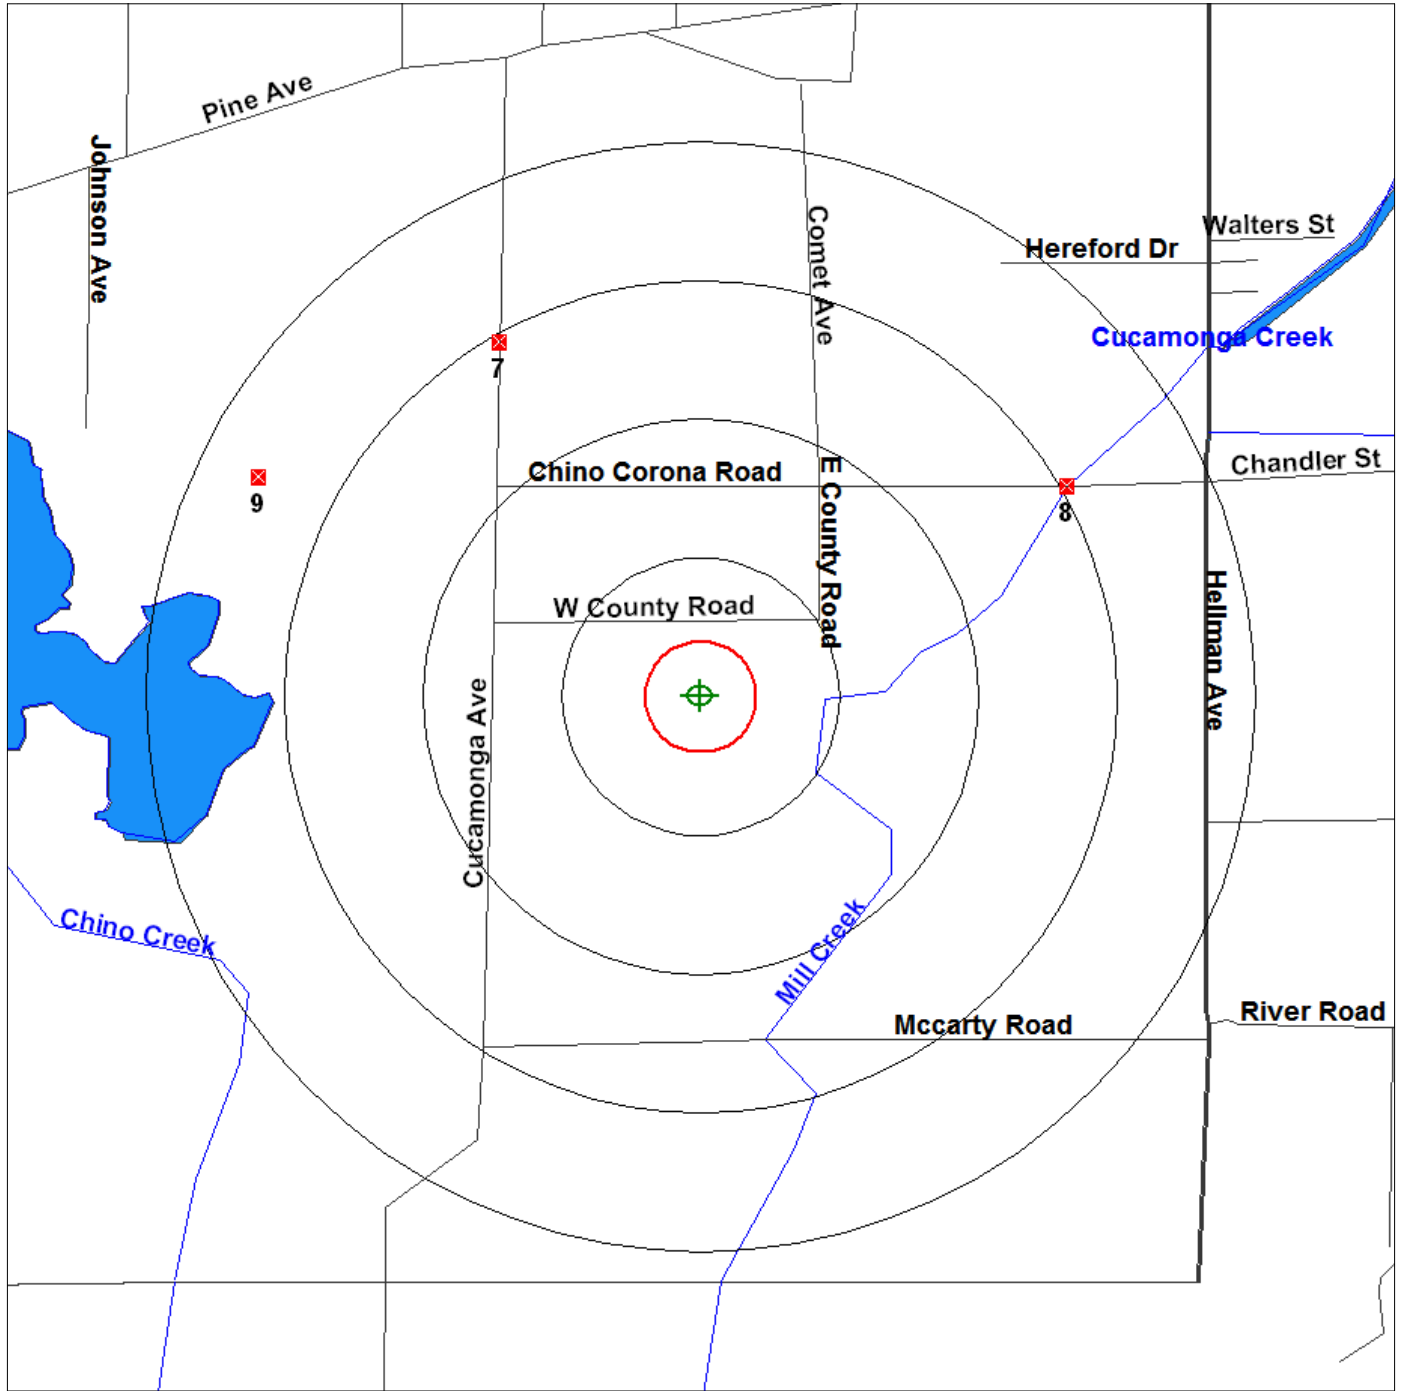 Pine Ave
Johnson Ave
Comet Ave
Walters St
Hereford Dr
Cucamonga Creek
7
Chino Corona Road
E County Road
Chandler St
9
8
W County Road
Hellman Ave
Cucamonga Ave
Chino Creek
Mill Creek
Mccarty Road
River Road